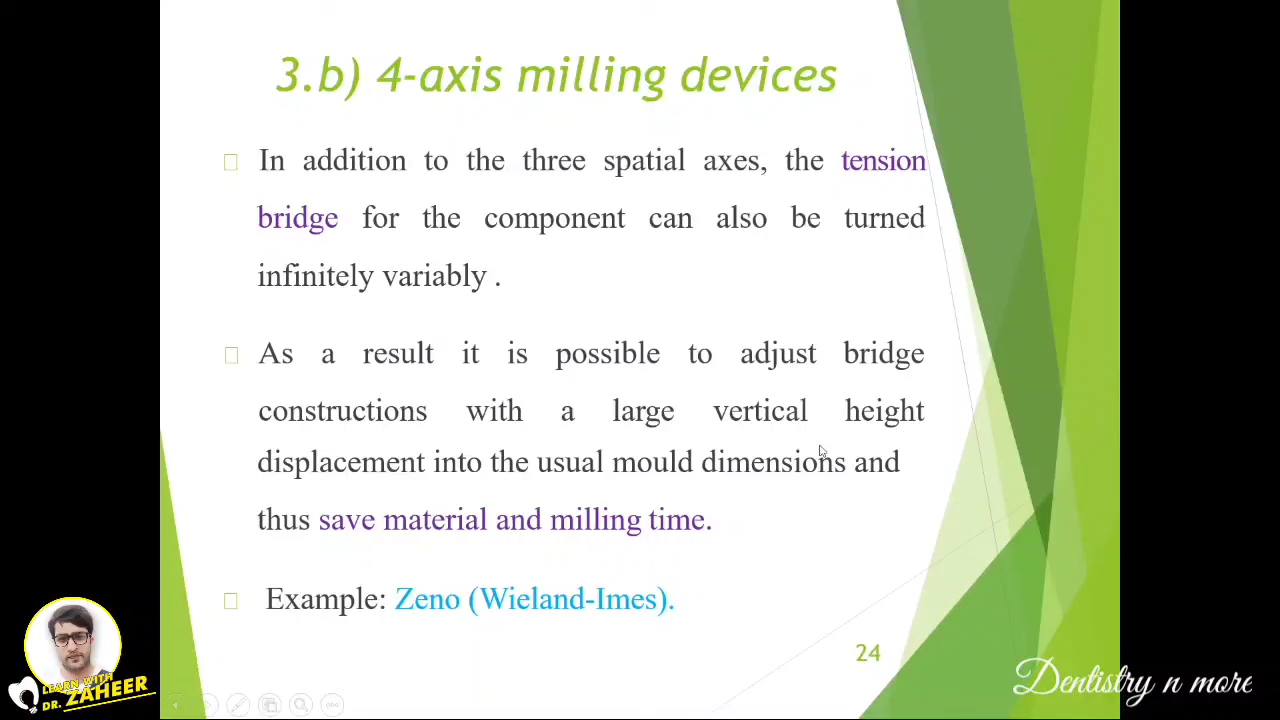 3.b) 4-axis milling devices
In addition to the three spatial axes, the tension
bridge for the component can also be turned
infinitely variably .
As a result it is possible to adjust bridge
constructions with a large vertical height
displacement into the usual mould dimensions and
thus save material and milling time.
Example: Zeno (Wieland-Imes).
24
LEARN WITH
DR. ZAHEER
Dentistry n more